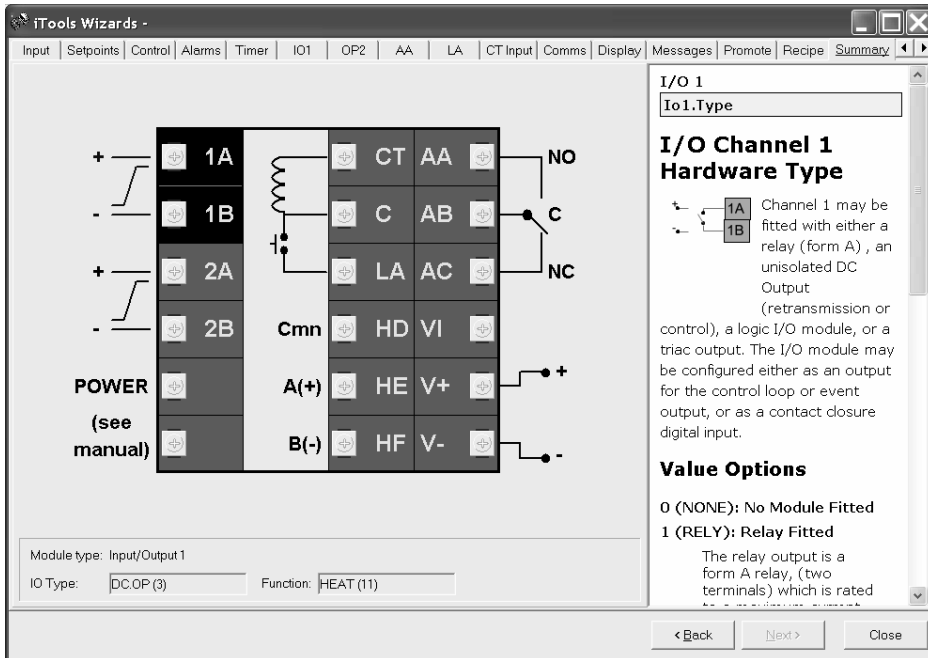 iTools Wizards -
Input Setpoints Control Alarms Timer IO1 OP2 AA LA CT Input Comms Display Messages Promote Recipe Summary
+ 1A CT AA NO
- 1B C AB C
+ 2A LA AC NC
- 2B Cmn HD VI
POWER A(+) HE V+ +
(see
manual) B(-) HF V- -
Module type: Input/Output 1
IO Type: DC.OP (3) Function: HEAT (11)
I/O 1
Io1.Type
I/O Channel 1
Hardware Type
+ 1A
- 1B
Channel 1 may be
fitted with either a
relay (form A) , an
unisolated DC
Output
(retransmission or
control), a logic I/O module, or a
triac output. The I/O module may
be configured either as an output
for the control loop or event
output, or as a contact closure
digital input.
Value Options
0 (NONE): No Module Fitted
1 (RELY): Relay Fitted
The relay output is a
form A relay, (two
terminals) which is rated
< Back Next > Close